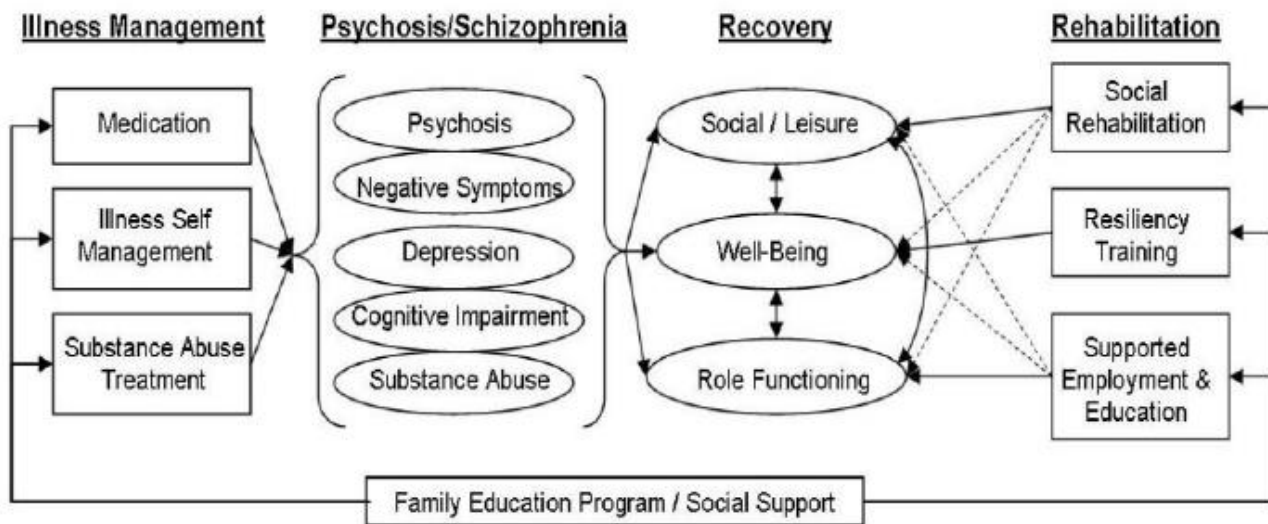 Illness Management
Psychosis/Schizophrenia
Recovery
Rehabilitation
Medication
Illness Self
Management
Substance Abuse
Treatment
Psychosis
Negative Symptoms
Depression
Cognitive Impairment
Substance Abuse
Social / Leisure
Well-Being
Role Functioning
Social
Rehabilitation
Resiliency
Training
Supported
Employment &
Education
Family Education Program / Social Support